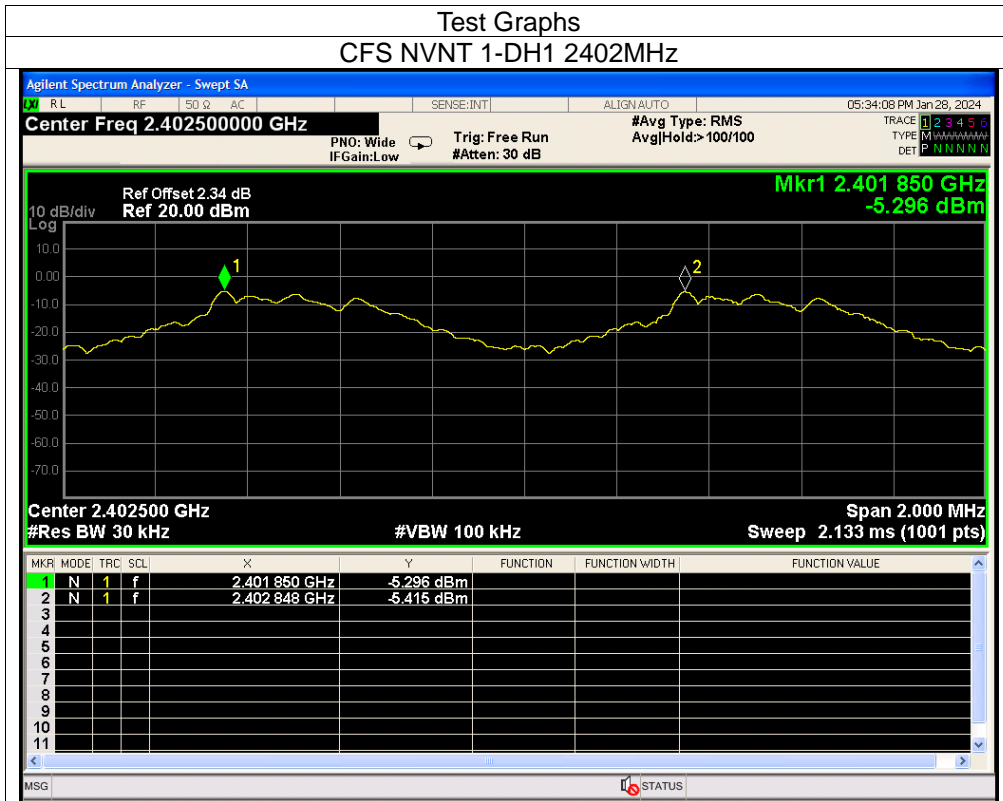 Test Graphs
CFS NVNT 1-DH1 2402MHz
Agilent Spectrum Analyzer - Swept SA
LXI RL RF 50 Ω AC SENSE:INT ALIGN AUTO 05:34:08 PM Jan 28, 2024
Center Freq 2.402500000 GHz #Avg Type: RMS TRACE 1 2 3 4 5 6
PNO: Wide Trig: Free Run Avg|Hold:>100/100 TYPE M WWWWW
IFGain:Low #Atten: 30 dB DET P N N N N N
Mkr1 2.401 850 GHz
Ref Offset 2.34 dB
10 dB/div Ref 20.00 dBm -5.296 dBm
Log
10.0
1
2
0.00
-10.0
-20.0
-30.0
-40.0
-50.0
-60.0
-70.0
Center 2.402500 GHz Span 2.000 MHz
#Res BW 30 kHz #VBW 100 kHz Sweep 2.133 ms (1001 pts)
MKR MODE TRC SCL X Y FUNCTION FUNCTION WIDTH FUNCTION VALUE
1 N 1 f 2.401 850 GHz -5.296 dBm
2 N 1 f 2.402 848 GHz -5.415 dBm
3
4
5
6
7
8
9
10
11
MSG STATUS